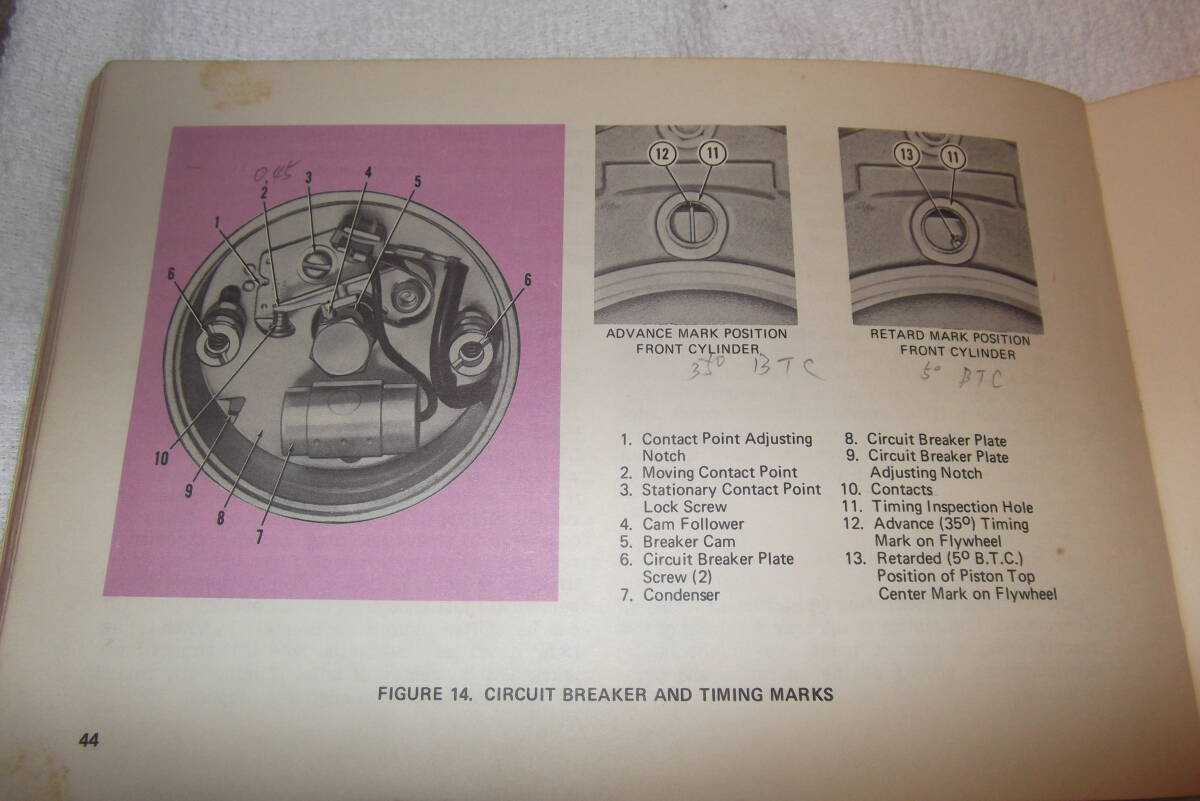 0.45
1
2
3
4
5
6
6
10
9
8
7
12
11
13
11
ADVANCE MARK POSITION
FRONT CYLINDER
35° BTC
RETARD MARK POSITION
FRONT CYLINDER
5° BTC
1. Contact Point Adjusting
Notch
2. Moving Contact Point
3. Stationary Contact Point
Lock Screw
4. Cam Follower
5. Breaker Cam
6. Circuit Breaker Plate
Screw (2)
7. Condenser
8. Circuit Breaker Plate
9. Circuit Breaker Plate
Adjusting Notch
10. Contacts
11. Timing Inspection Hole
12. Advance (35°) Timing
Mark on Flywheel
13. Retarded (5° B.T.C.)
Position of Piston Top
Center Mark on Flywheel
FIGURE 14. CIRCUIT BREAKER AND TIMING MARKS
44